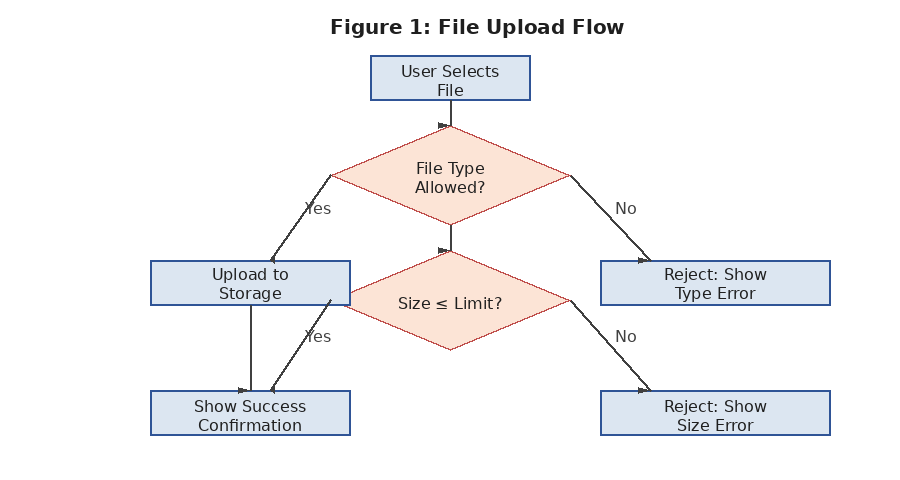 Figure 1: File Upload Flow
User Selects
File
File Type
Allowed?
Yes
No
Upload to
Storage
Size ≤ Limit?
Reject: Show
Type Error
Yes
No
Show Success
Confirmation
Reject: Show
Size Error